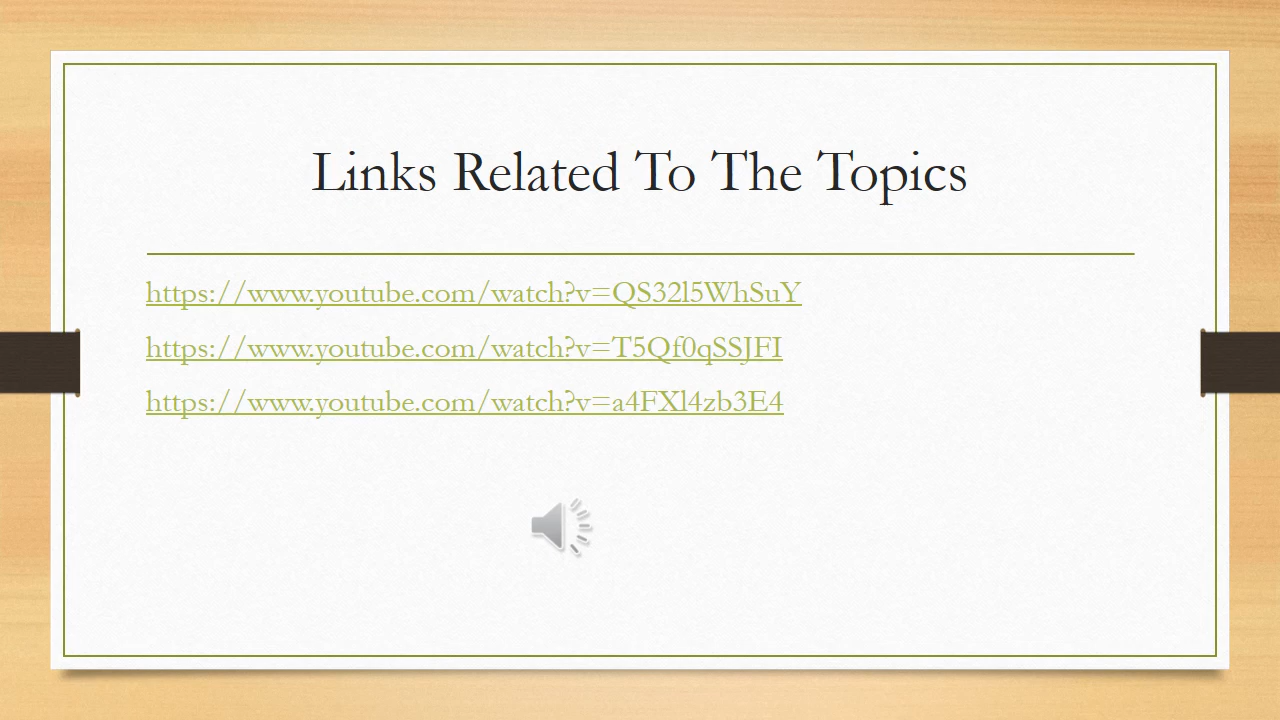 Links Related To The Topics
https://www.youtube.com/watch?v=QS32l5WhSuY
https://www.youtube.com/watch?v=T5Qf0qSSJFI
https://www.youtube.com/watch?v=a4FXl4zb3E4